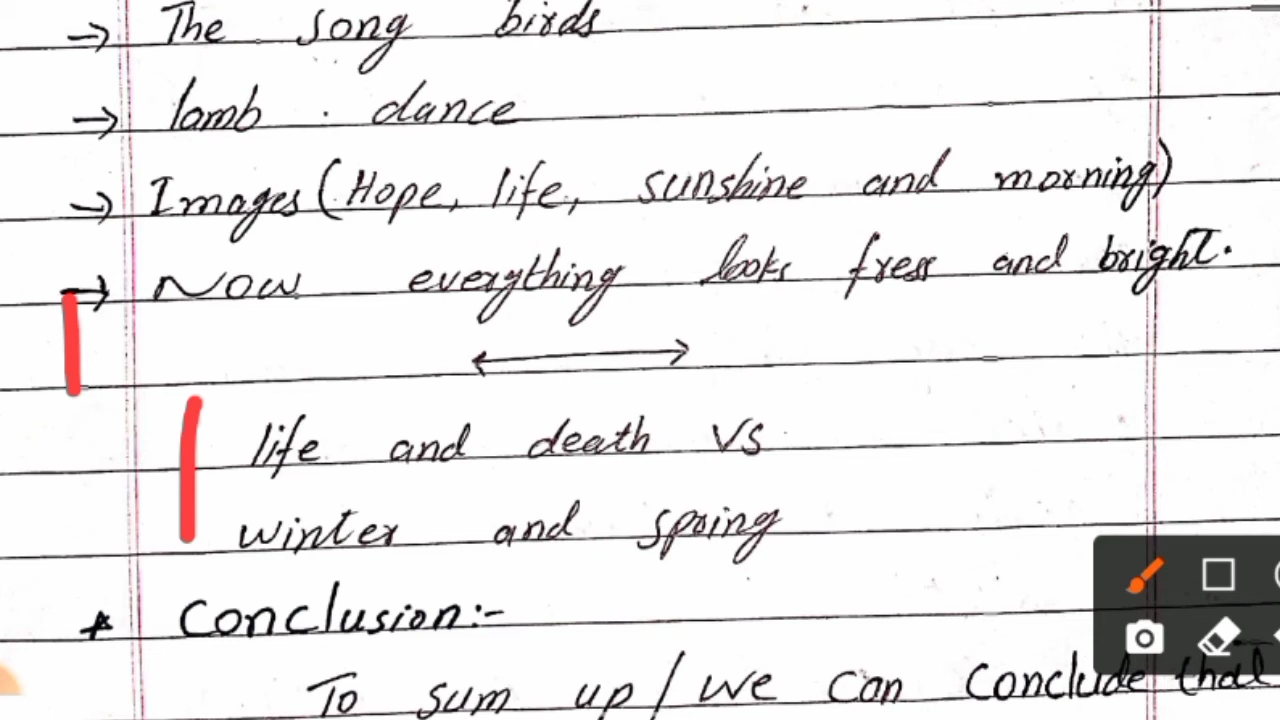 → The song birds
→ lamb dance
→ Images (Hope, life, sunshine and morning)
→ Now everything looks fress and bright.
life and death VS
winter and spring
* Conclusion:-
To sum up / we can conclude that